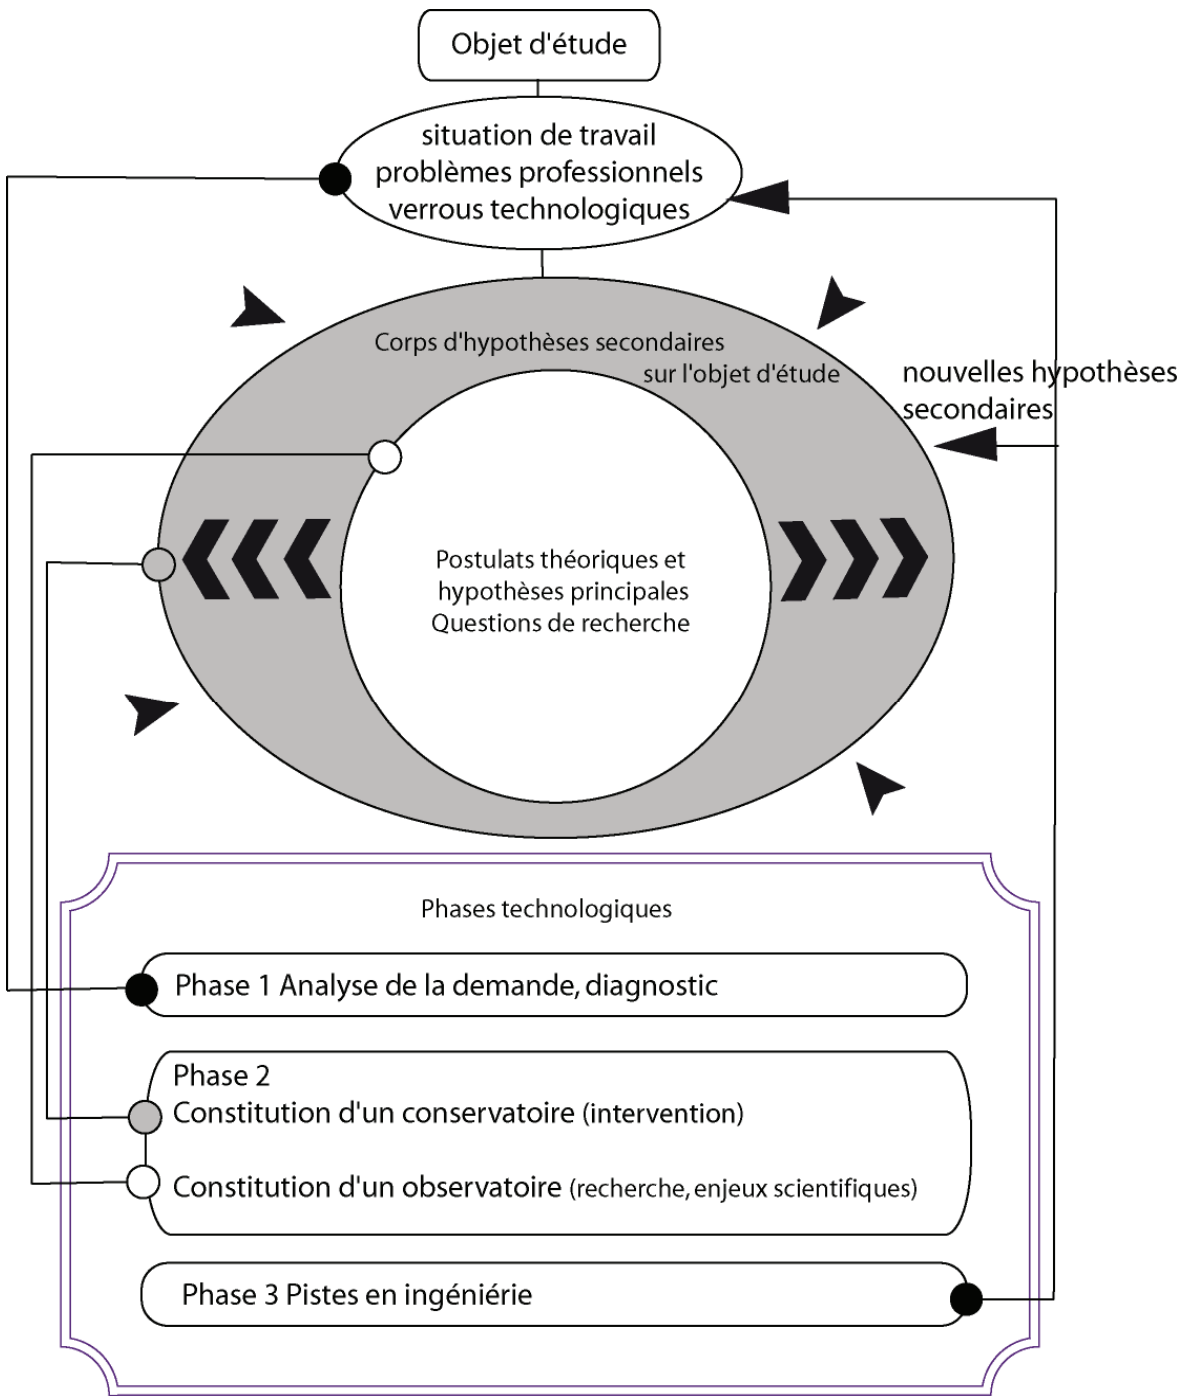 Objet d'étude
situation de travail
problèmes professionnels
verrous technologiques
Corps d'hypothèses secondaires
sur l'objet d'étude
nouvelles hypothèses
secondaires
Postulats théoriques et
hypothèses principales
Questions de recherche
Phases technologiques
Phase 1 Analyse de la demande, diagnostic
Phase 2
Constitution d'un conservatoire (intervention)
Constitution d'un observatoire (recherche, enjeux scientifiques)
Phase 3 Pistes en ingéniérie